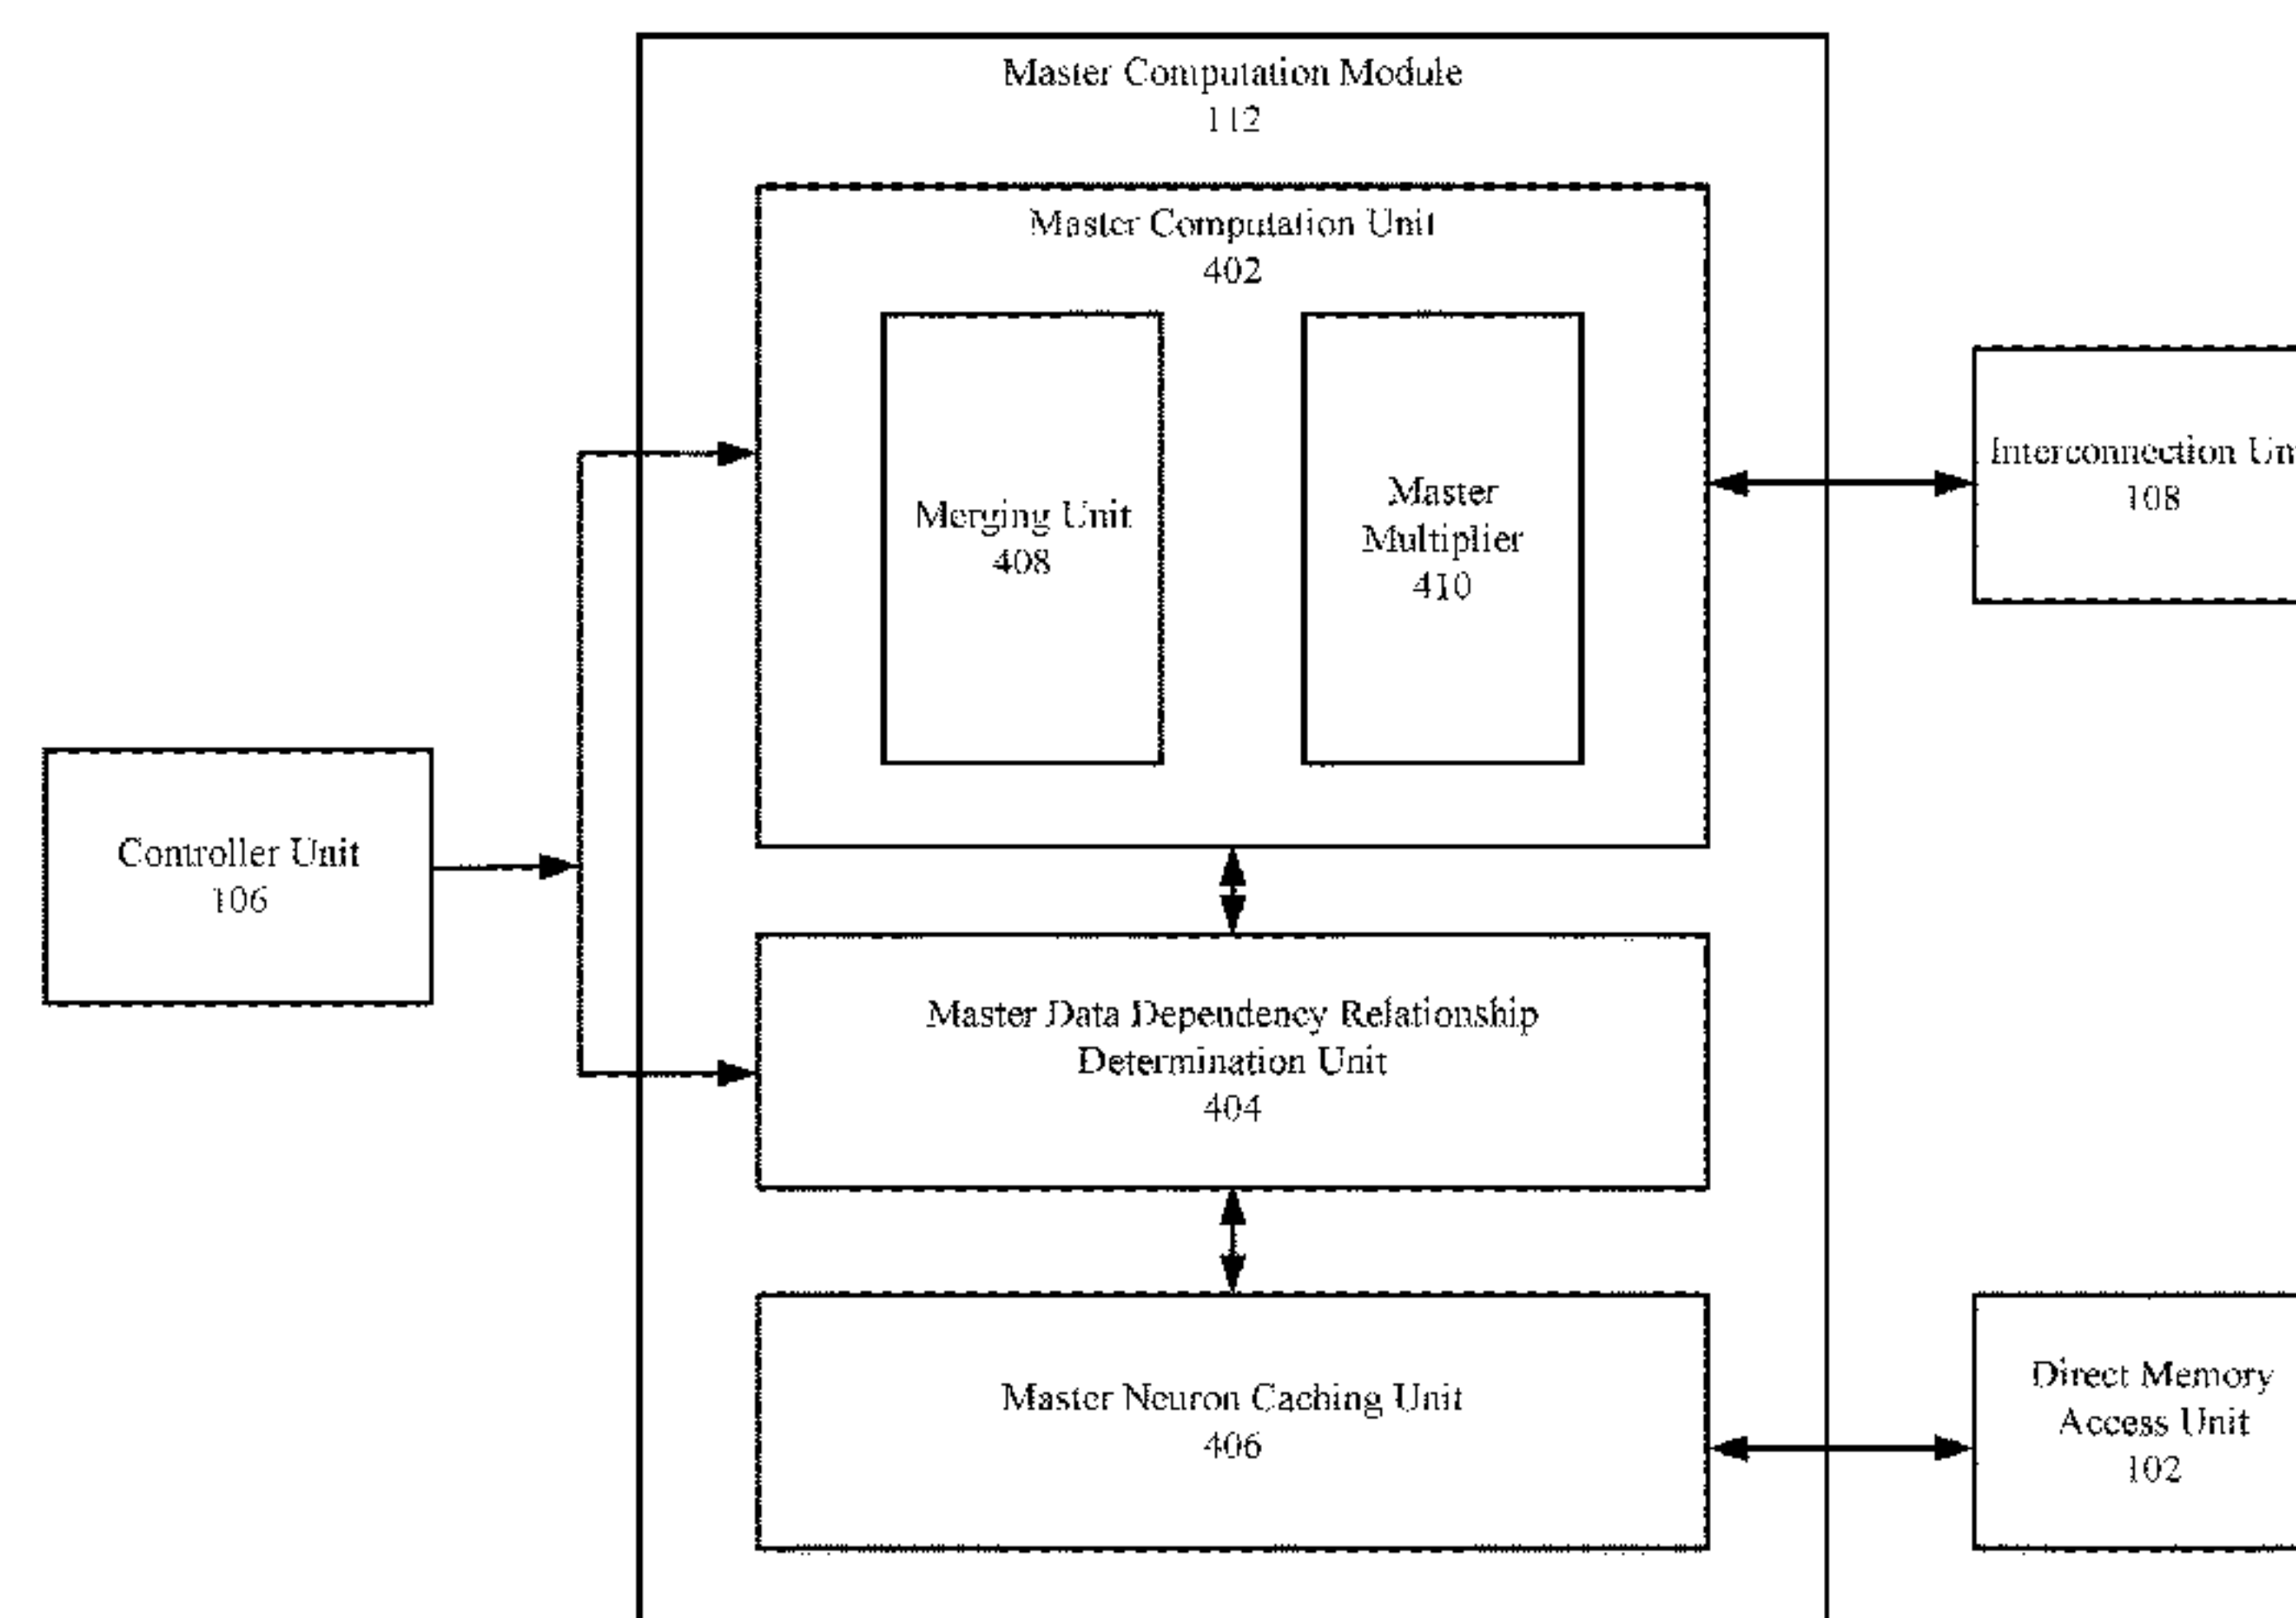 Master Computation Module
112
Master Computation Unit
402
Merging Unit
408
Master
Multiplier
410
Interconnection
108
Controller Unit
106
Master Data Dependency Relationship
Determination Unit
404
Master Neuron Caching Unit
406
Direct Memory
Access Unit
102